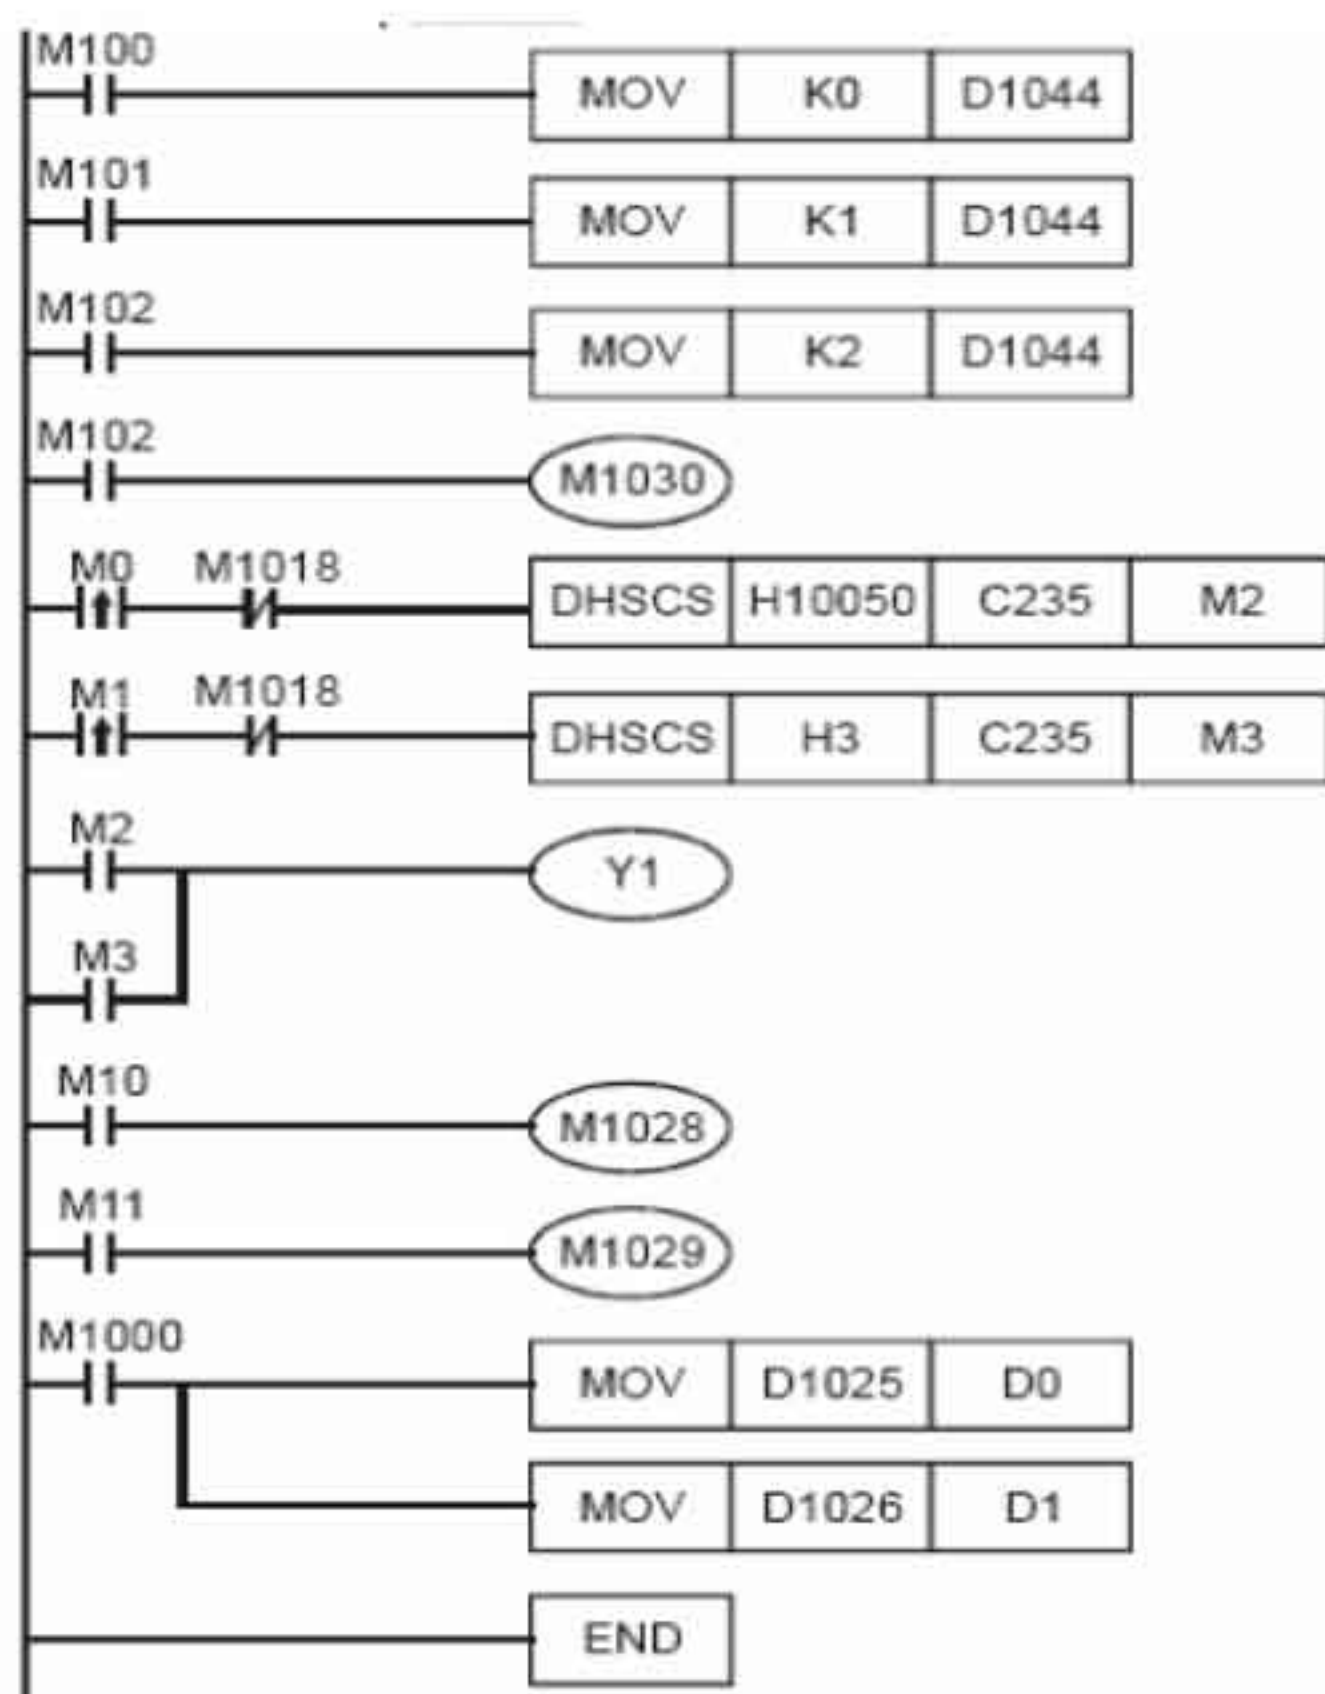 M100
MOV K0 D1044
M101
MOV K1 D1044
M102
MOV K2 D1044
M102
M1030
M0 M1018
DHSCS H10050 C235 M2
M1 M1018
DHSCS H3 C235 M3
M2
Y1
M3
M10
M1028
M11
M1029
M1000
MOV D1025 D0
MOV D1026 D1
END